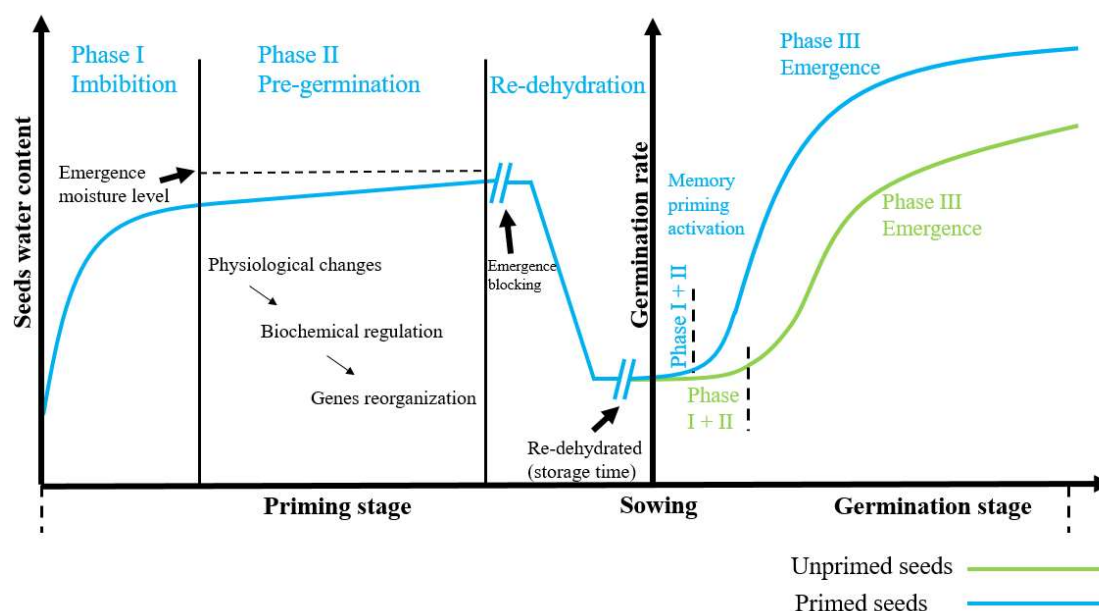 Phase I
Imbibition
Phase II
Pre-germination
Re-dehydration
Phase III
Emergence
Seeds water content
Emergence
moisture level
Physiological changes
Biochemical regulation
Genes reorganization
Emergence
blocking
Re-dehydrated
(storage time)
Germination rate
Memory
priming
activation
Phase I + II
Phase
I + II
Phase III
Emergence
Priming stage
Sowing
Germination stage
Unprimed seeds
Primed seeds